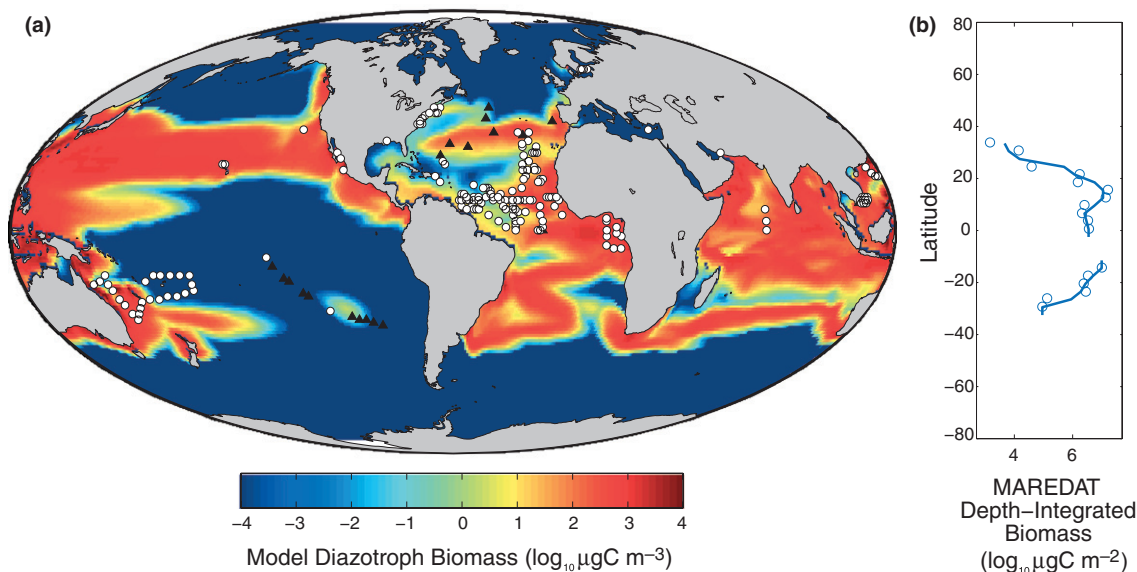 (a)
−4 −3 −2 −1 0 1 2 3 4
Model Diazotroph Biomass (log₁₀ µgC m⁻³)
(b)
80
60
40
20
0
−20
−40
−60
−80
Latitude
4 6
MAREDAT
Depth−Integrated
Biomass
(log₁₀ µgC m⁻²)